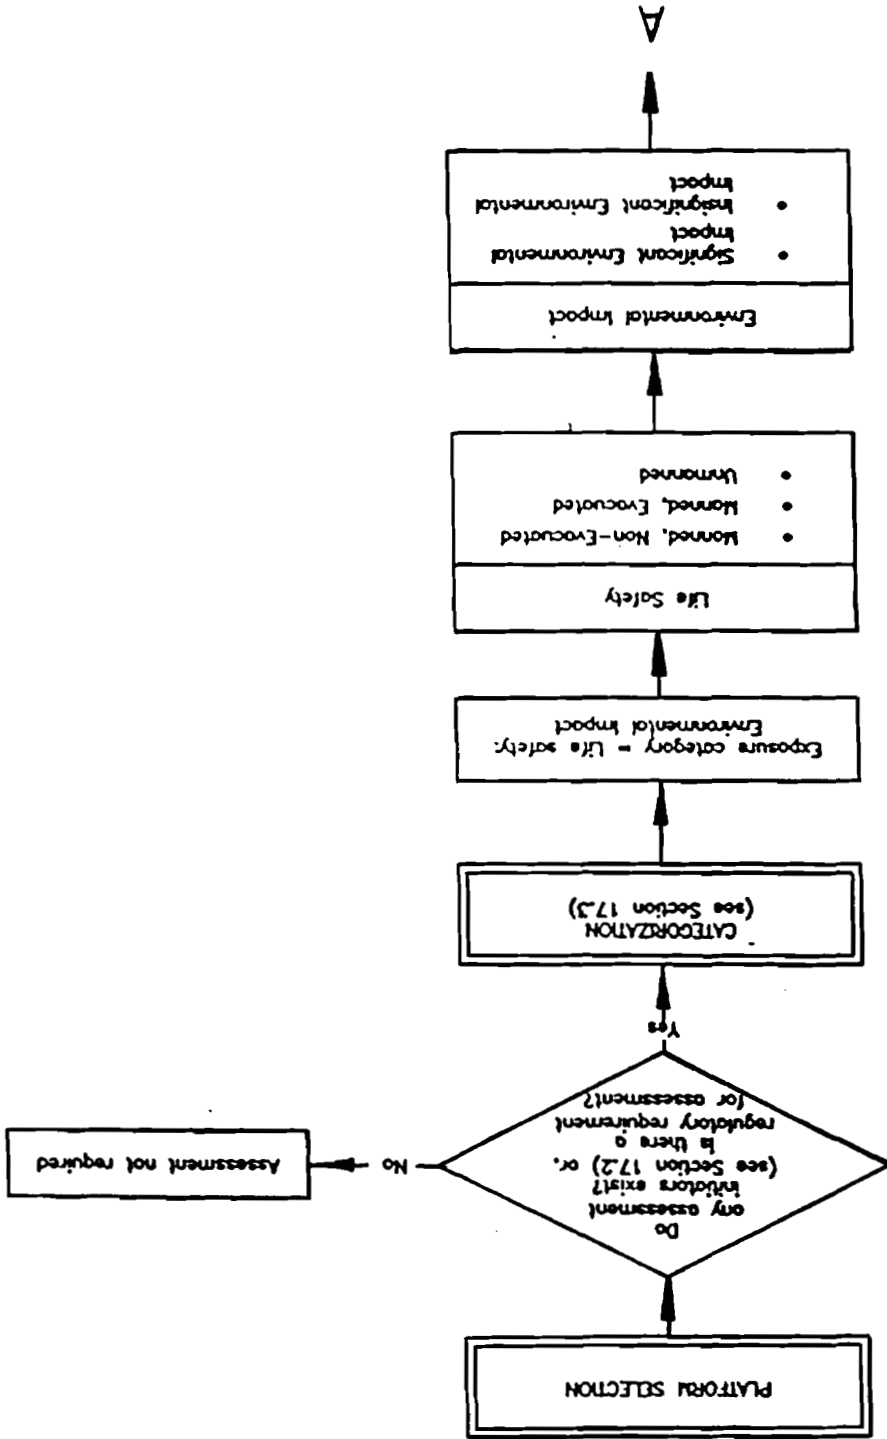 PLATFORM SELECTION
Do
any assessment
initiators exist?
(see Section 17.2) or,
is there a
regulatory requirement
for assessment?
No
Assessment not required
Yes
CATEGORIZATION
(see Section 17.3)
Exposure category = Life safety:
Environmental Impact
Life Safety
• Manned, Non-Evacuated
• Manned, Evacuated
• Unmanned
Environmental Impact
• Significant Environmental
Impact
• Insignificant Environmental
Impact
A